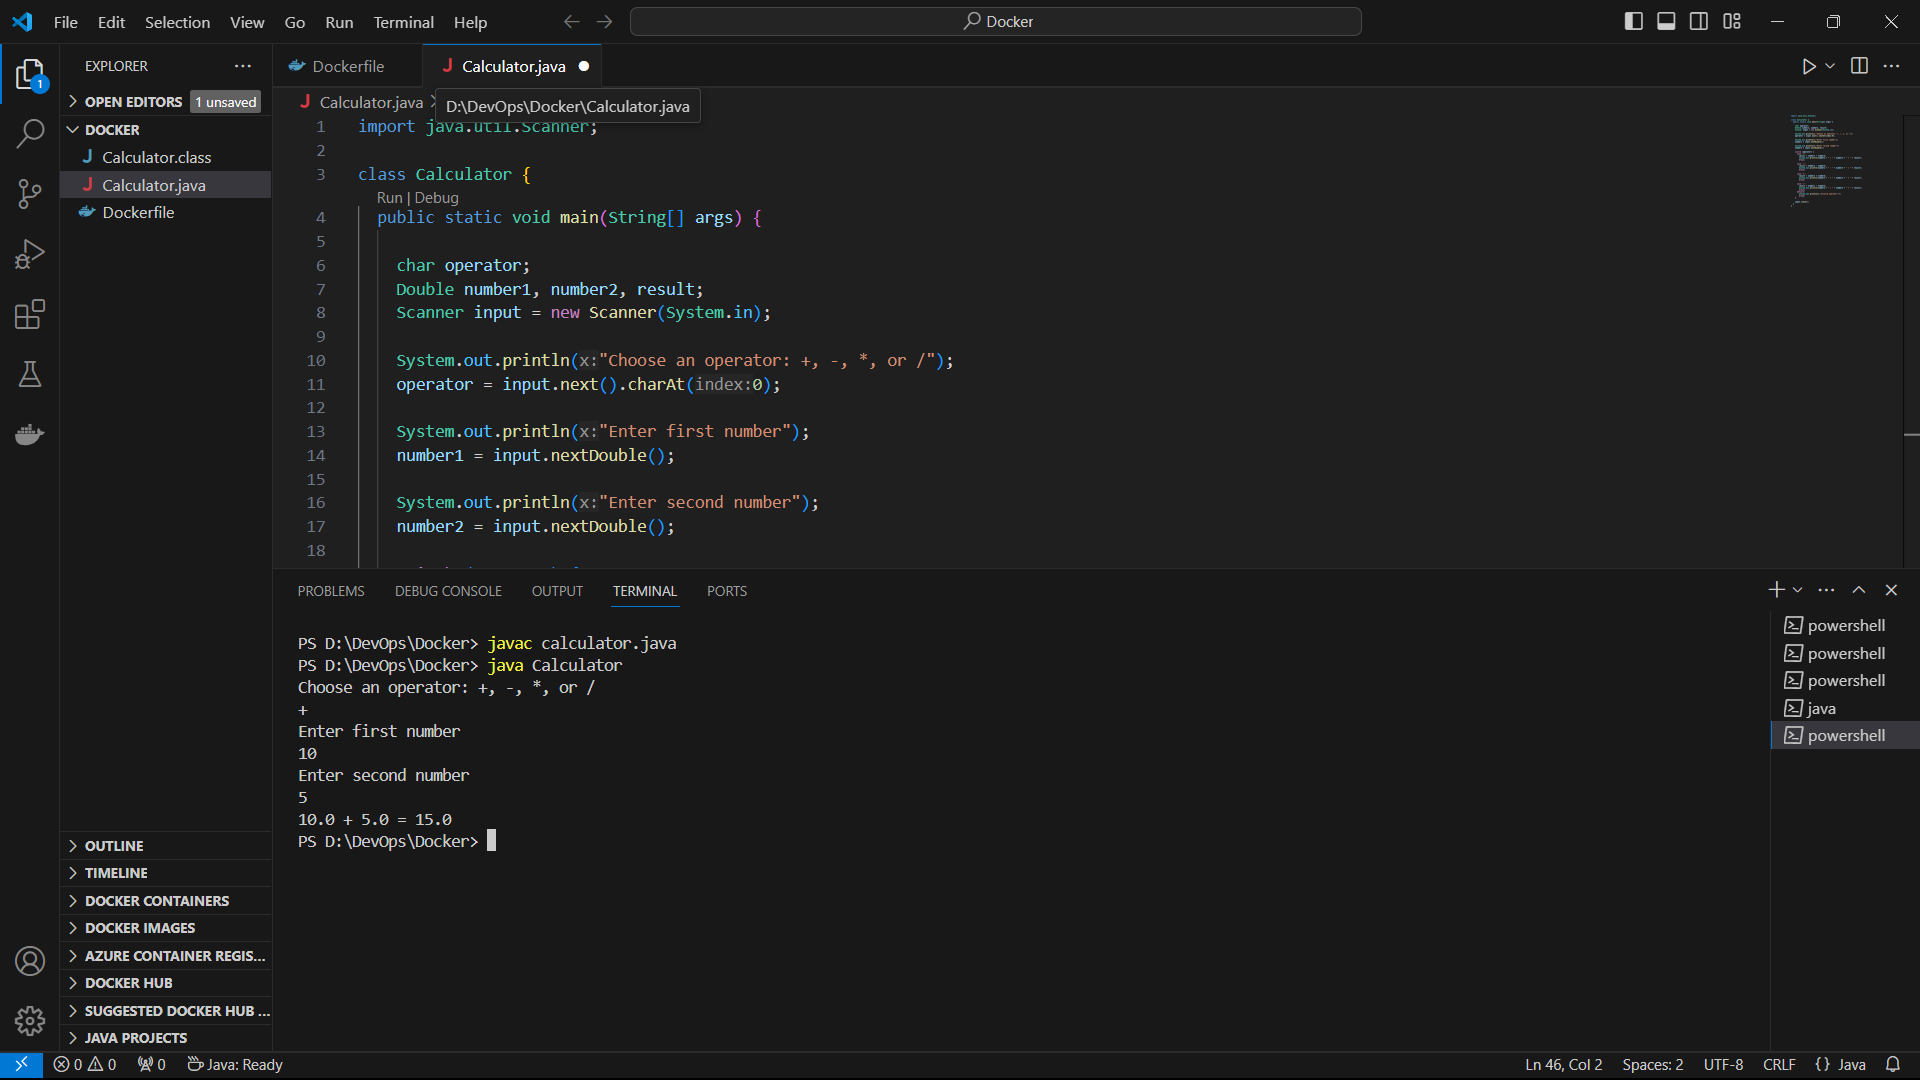 File Edit Selection View Go Run Terminal Help
Docker
EXPLORER
OPEN EDITORS 1 unsaved
DOCKER
Calculator.class
Calculator.java
Dockerfile
OUTLINE
TIMELINE
DOCKER CONTAINERS
DOCKER IMAGES
AZURE CONTAINER REGIS...
DOCKER HUB
SUGGESTED DOCKER HUB ...
JAVA PROJECTS
1
Dockerfile
Calculator.java
Calculator.java
D:\DevOps\Docker\Calculator.java
1 import java.util.Scanner;
2
3 class Calculator {
Run | Debug
4 public static void main(String[] args) {
5
6 char operator;
7 Double number1, number2, result;
8 Scanner input = new Scanner(System.in);
9
10 System.out.println(x:"Choose an operator: +, -, *, or /");
11 operator = input.next().charAt(index:0);
12
13 System.out.println(x:"Enter first number");
14 number1 = input.nextDouble();
15
16 System.out.println(x:"Enter second number");
17 number2 = input.nextDouble();
18
PROBLEMS DEBUG CONSOLE OUTPUT TERMINAL PORTS
PS D:\DevOps\Docker> javac calculator.java
PS D:\DevOps\Docker> java Calculator
Choose an operator: +, -, *, or /
+
Enter first number
10
Enter second number
5
10.0 + 5.0 = 15.0
PS D:\DevOps\Docker>
powershell
powershell
powershell
java
powershell
0 0 0 Java: Ready
Ln 46, Col 2 Spaces: 2 UTF-8 CRLF {} Java